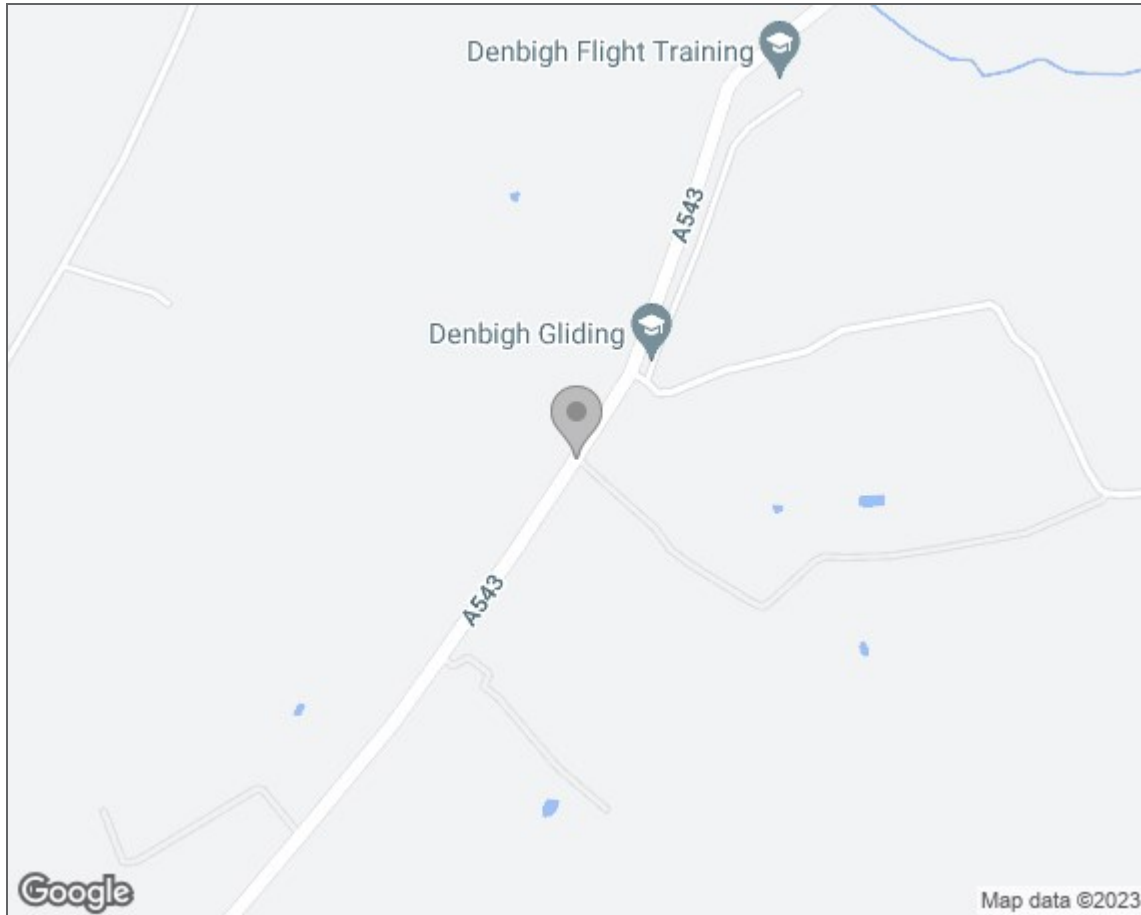 Denbigh Flight Training
A543
Denbigh Gliding
A543
Google
Map data ©2023